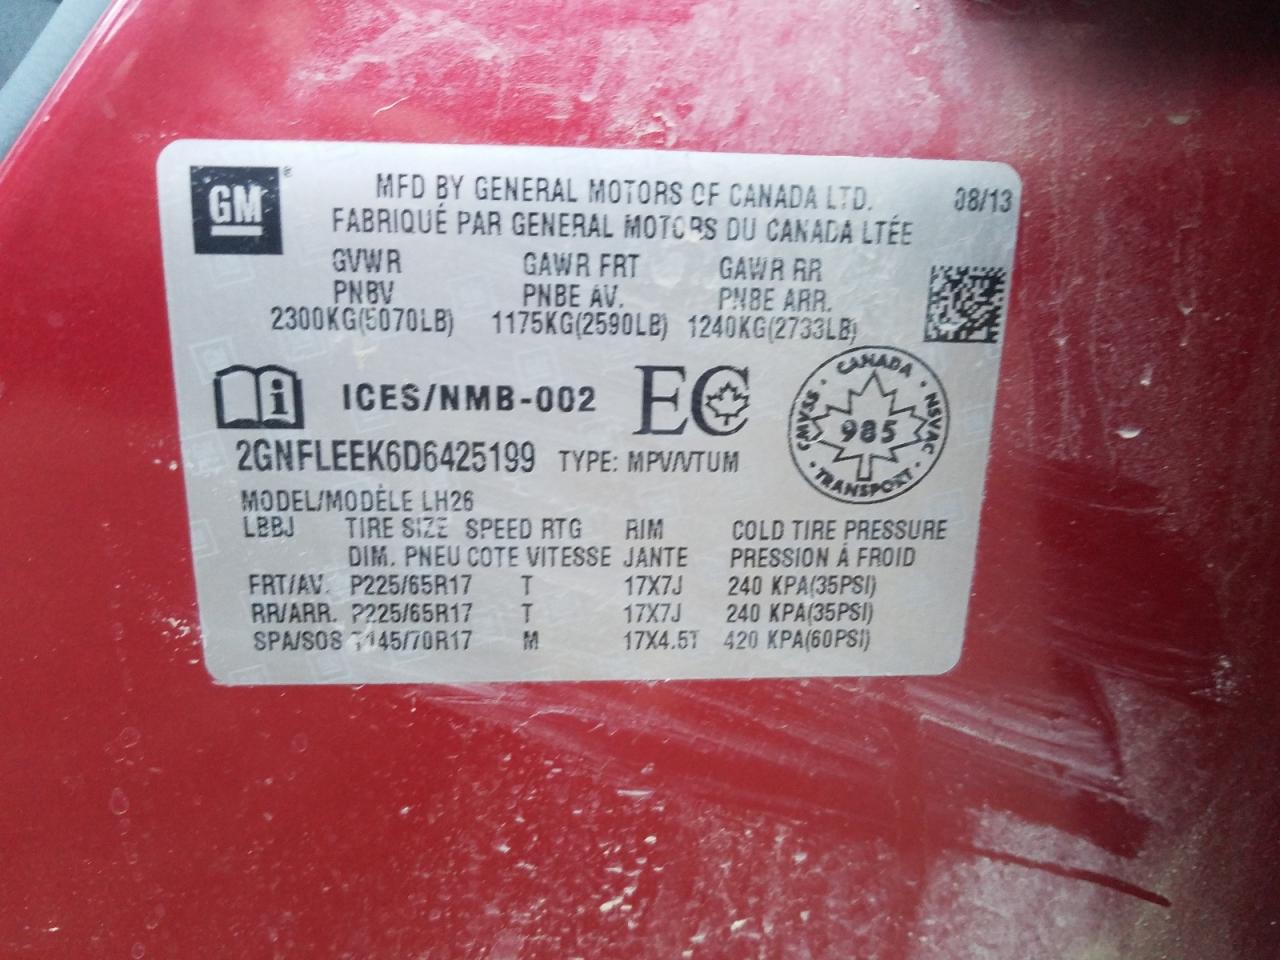 GM ®
MFD BY GENERAL MOTORS OF CANADA LTD. 08/13
FABRIQUÉ PAR GENERAL MOTORS DU CANADA LTÉE
GVWR GAWR FRT GAWR RR
PNBV PNBE AV. PNBE ARR.
2300KG(5070LB) 1175KG(2590LB) 1240KG(2733LB)
i ICES/NMB-002 EC
CANADA
CMVSS · 985 · NSVAC
· TRANSPORT ·
2GNFLEEK6D6425199 TYPE: MPV/VTUM
MODEL/MODÈLE LH26
LBBJ TIRE SIZE SPEED RTG RIM COLD TIRE PRESSURE
DIM. PNEU COTE VITESSE JANTE PRESSION À FROID
FRT/AV. P225/65R17 T 17X7J 240 KPA(35PSI)
RR/ARR. P225/65R17 T 17X7J 240 KPA(35PSI)
SPA/SOS T145/70R17 M 17X4.5T 420 KPA(60PSI)